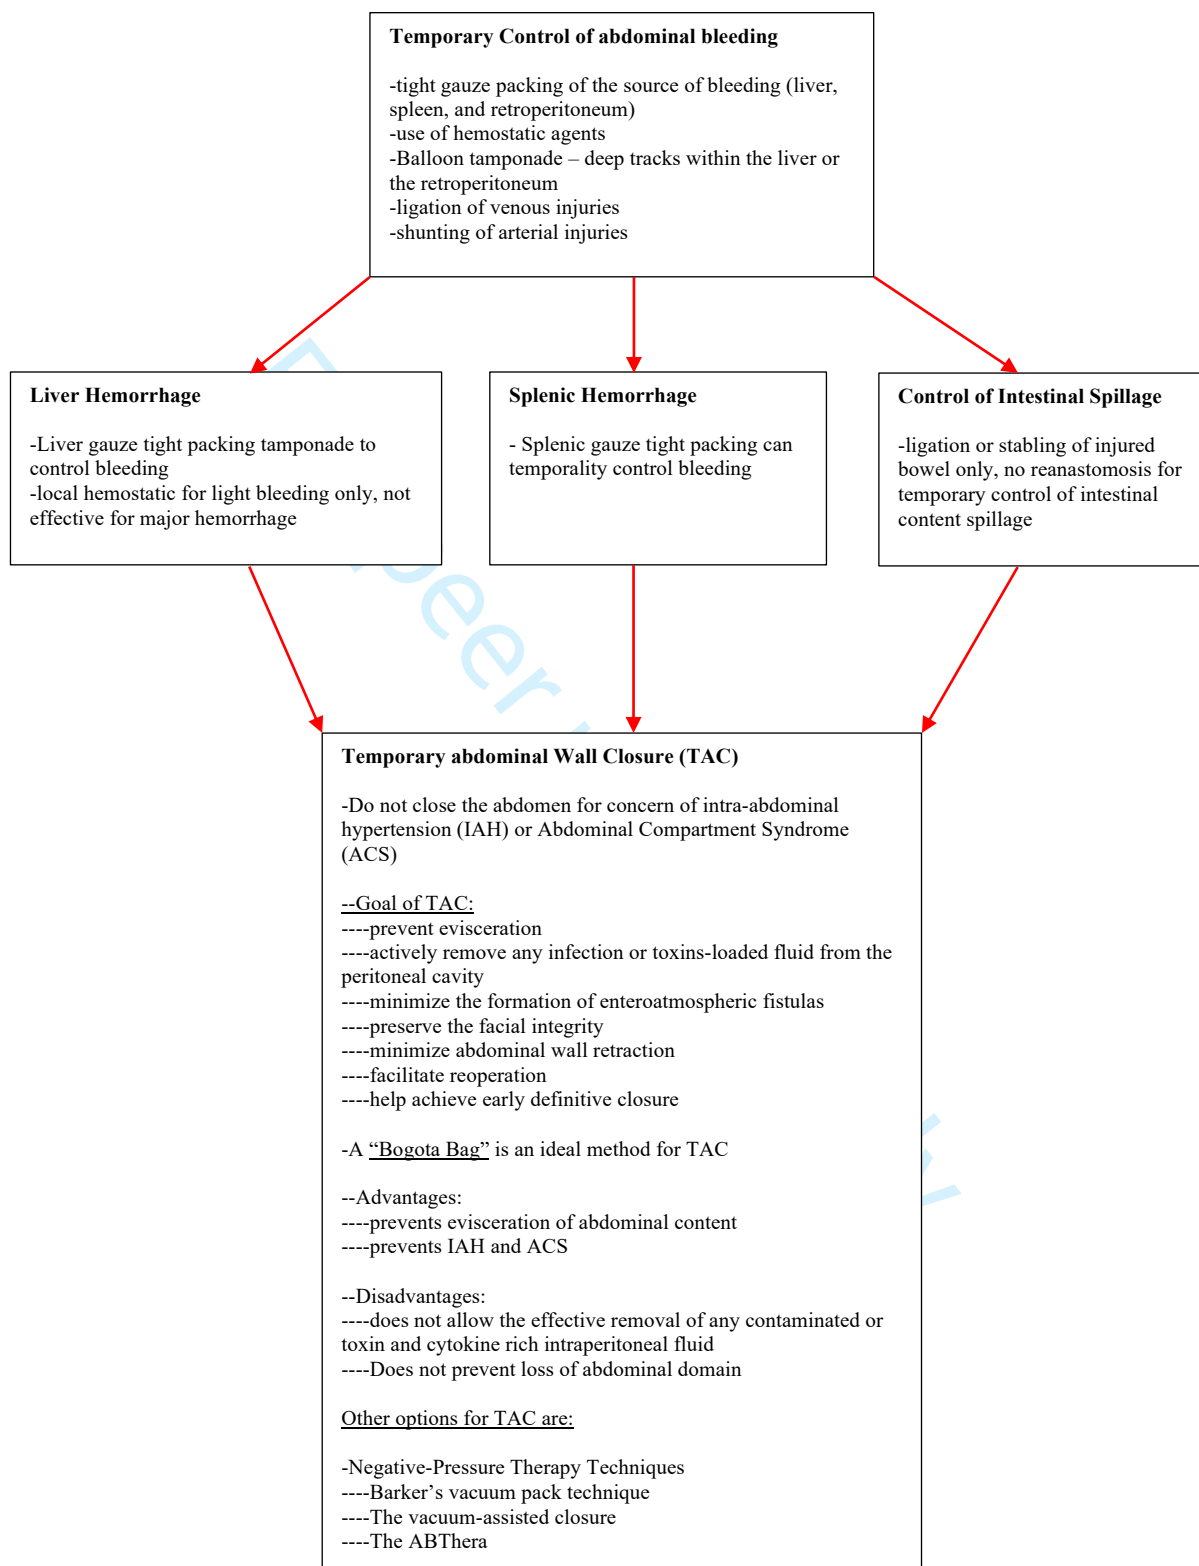 Temporary Control of abdominal bleeding
-tight gauze packing of the source of bleeding (liver,
spleen, and retroperitoneum)
-use of hemostatic agents
-Balloon tamponade – deep tracks within the liver or
the retroperitoneum
-ligation of venous injuries
-shunting of arterial injuries
Liver Hemorrhage
-Liver gauze tight packing tamponade to
control bleeding
-local hemostatic for light bleeding only, not
effective for major hemorrhage
Splenic Hemorrhage
- Splenic gauze tight packing can
temporality control bleeding
Control of Intestinal Spillage
-ligation or stabling of injured
bowel only, no reanastomosis for
temporary control of intestinal
content spillage
Temporary abdominal Wall Closure (TAC)
-Do not close the abdomen for concern of intra-abdominal
hypertension (IAH) or Abdominal Compartment Syndrome
(ACS)
--Goal of TAC:
----prevent evisceration
----actively remove any infection or toxins-loaded fluid from the
peritoneal cavity
----minimize the formation of enteroatmospheric fistulas
----preserve the facial integrity
----minimize abdominal wall retraction
----facilitate reoperation
----help achieve early definitive closure
-A “Bogota Bag” is an ideal method for TAC
--Advantages:
----prevents evisceration of abdominal content
----prevents IAH and ACS
--Disadvantages:
----does not allow the effective removal of any contaminated or
toxin and cytokine rich intraperitoneal fluid
----Does not prevent loss of abdominal domain
Other options for TAC are:
-Negative-Pressure Therapy Techniques
----Barker’s vacuum pack technique
----The vacuum-assisted closure
----The ABThera